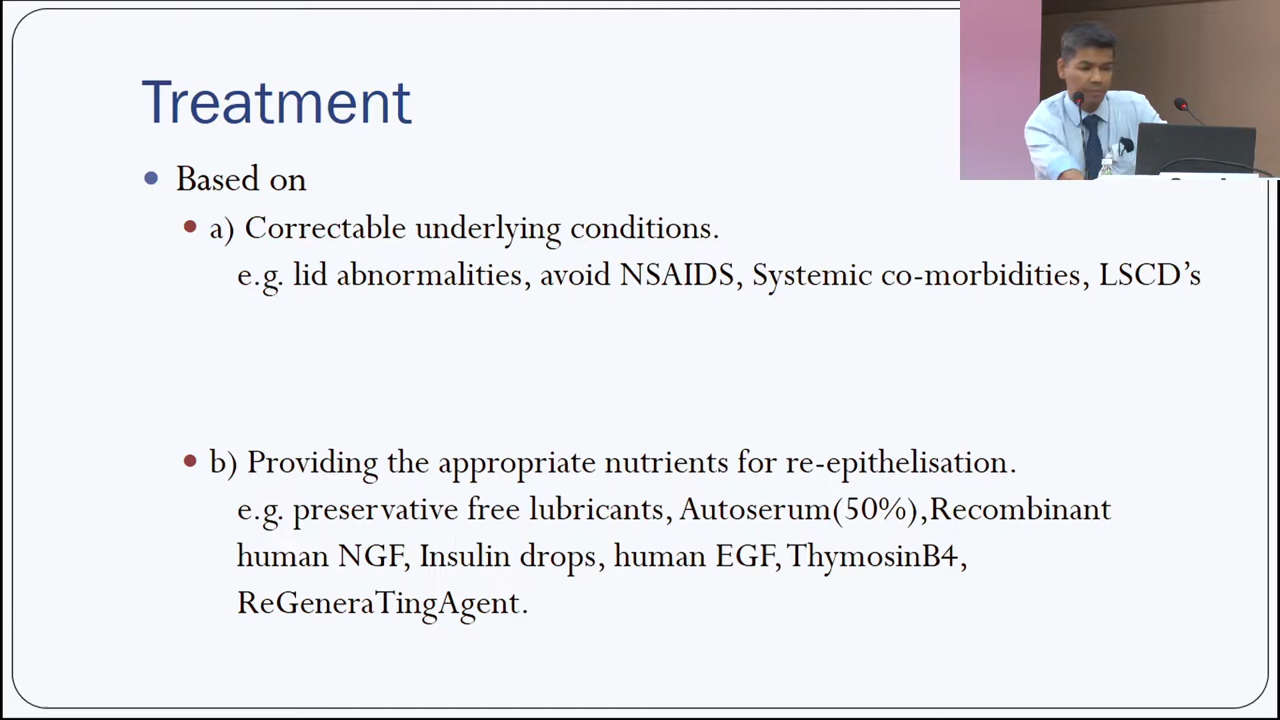 Treatment
Based on
a) Correctable underlying conditions.
e.g. lid abnormalities, avoid NSAIDS, Systemic co-morbidities, LSCD's
b) Providing the appropriate nutrients for re-epithelisation.
e.g. preservative free lubricants, Autoserum(50%),Recombinant
human NGF, Insulin drops, human EGF, ThymosinB4,
ReGeneraTingAgent.